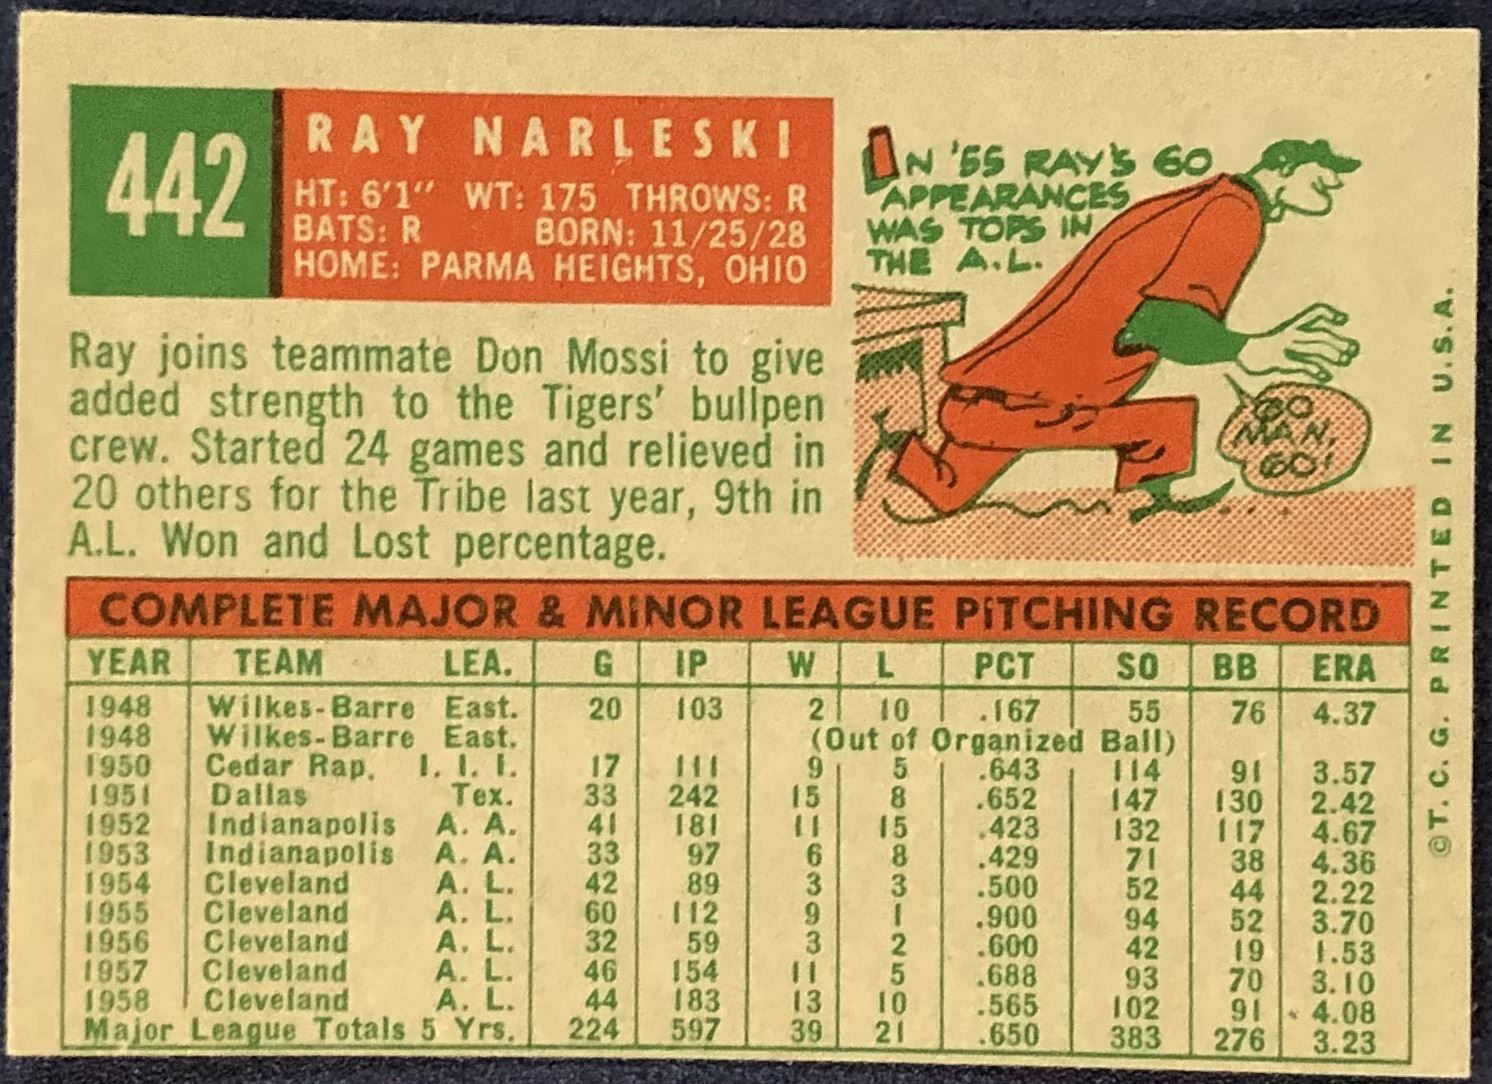 442
RAY NARLESKI
HT: 6'1" WT: 175 THROWS: R
BATS: R BORN: 11/25/28
HOME: PARMA HEIGHTS, OHIO
IN '55 RAY'S 60
APPEARANCES
WAS TOPS IN
THE A.L.
GO
MAN,
GO!
Ray joins teammate Don Mossi to give
added strength to the Tigers' bullpen
crew. Started 24 games and relieved in
20 others for the Tribe last year, 9th in
A.L. Won and Lost percentage.
COMPLETE MAJOR & MINOR LEAGUE PITCHING RECORD
YEAR TEAM LEA. G IP W L PCT SO BB ERA
1948 Wilkes-Barre East. 20 103 2 10 .167 55 76 4.37
1948 Wilkes-Barre East. (Out of Organized Ball)
1950 Cedar Rap. I. I. I. 17 111 9 5 .643 114 91 3.57
1951 Dallas Tex. 33 242 15 8 .652 147 130 2.42
1952 Indianapolis A. A. 41 181 11 15 .423 132 117 4.67
1953 Indianapolis A. A. 33 97 6 8 .429 71 38 4.36
1954 Cleveland A. L. 42 89 3 3 .500 52 44 2.22
1955 Cleveland A. L. 60 112 9 1 .900 94 52 3.70
1956 Cleveland A. L. 32 59 3 2 .600 42 19 1.53
1957 Cleveland A. L. 46 154 11 5 .688 93 70 3.10
1958 Cleveland A. L. 44 183 13 10 .565 102 91 4.08
Major League Totals 5 Yrs. 224 597 39 21 .650 383 276 3.23
©T.C.G. PRINTED IN U.S.A.